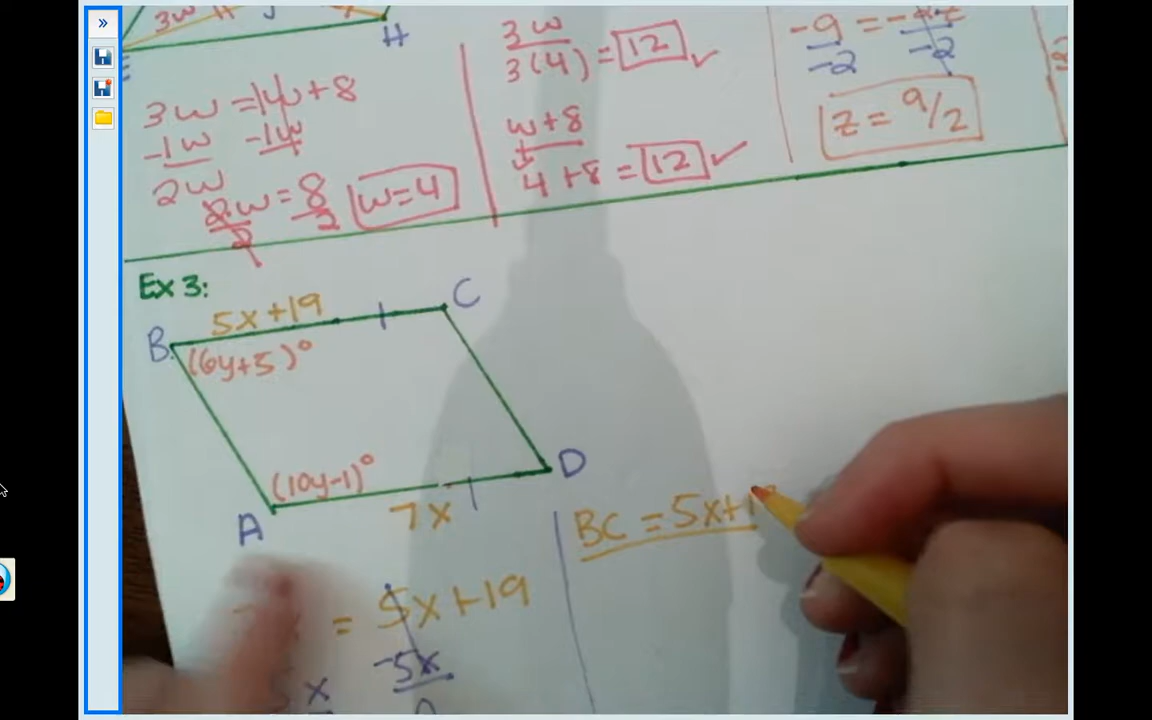 3w
H
3w = 1w + 8
-1w -1w
2w
2w = 8
2 2
w = 4
3w
3(4) = 12 ✓
w + 8
4 + 8 = 12 ✓
-9 =
-2 -2
z = 9/2
Ex 3:
5x + 19
B
C
(6y + 5)°
(10y - 1)°
A
7x
D
= 5x + 19
-5x
x
BC = 5x +